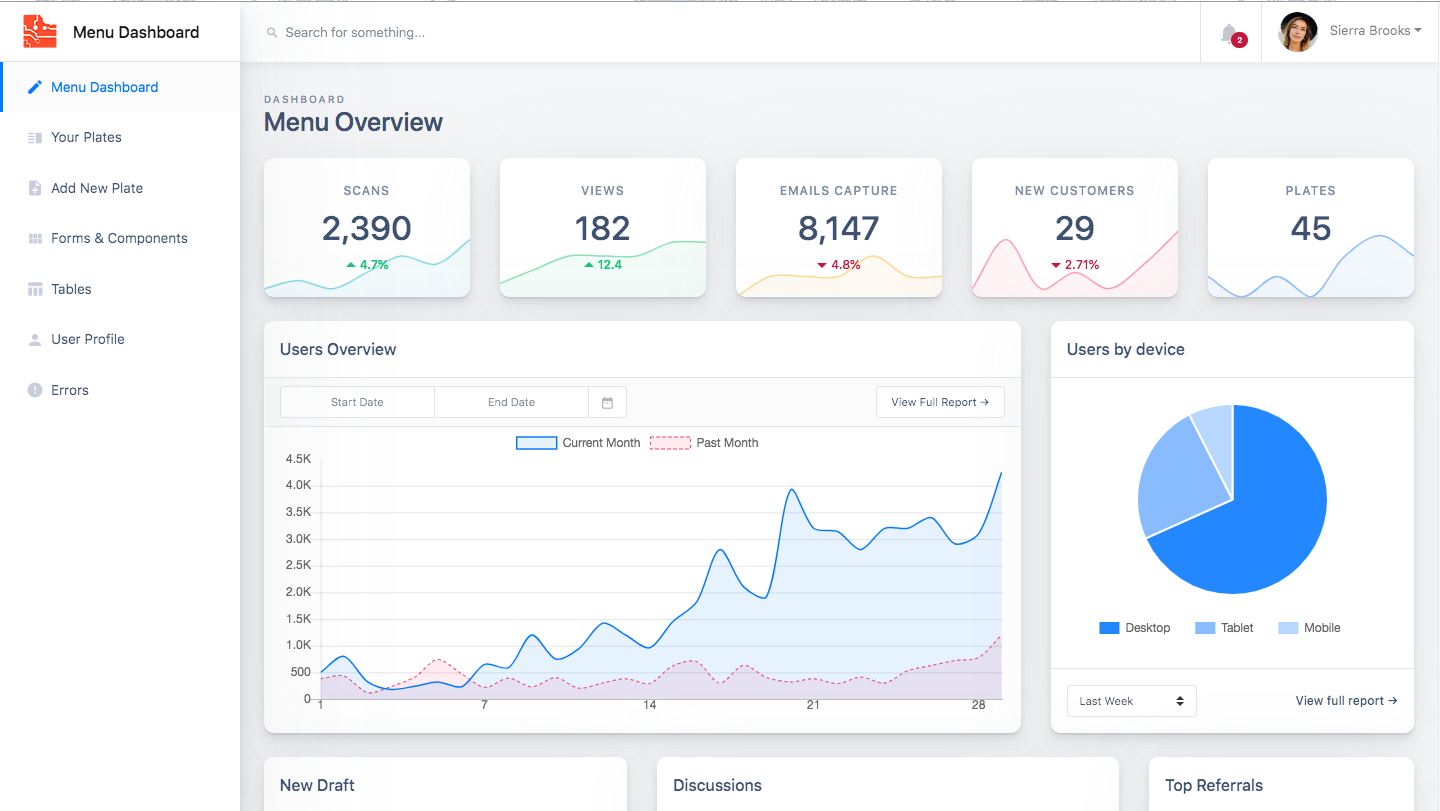 Menu Dashboard
Search for something...
2
Sierra Brooks
Menu Dashboard
Your Plates
Add New Plate
Forms & Components
Tables
User Profile
Errors
DASHBOARD
Menu Overview
SCANS
2,390
4.7%
VIEWS
182
12.4
EMAILS CAPTURE
8,147
4.8%
NEW CUSTOMERS
29
2.71%
PLATES
45
Users Overview
Start Date End Date View Full Report →
Current Month Past Month
4.5K
4.0K
3.5K
3.0K
2.5K
2.0K
1.5K
1.0K
500
0
1 7 14 21 28
Users by device
Desktop Tablet Mobile
Last Week View full report →
New Draft
Discussions
Top Referrals